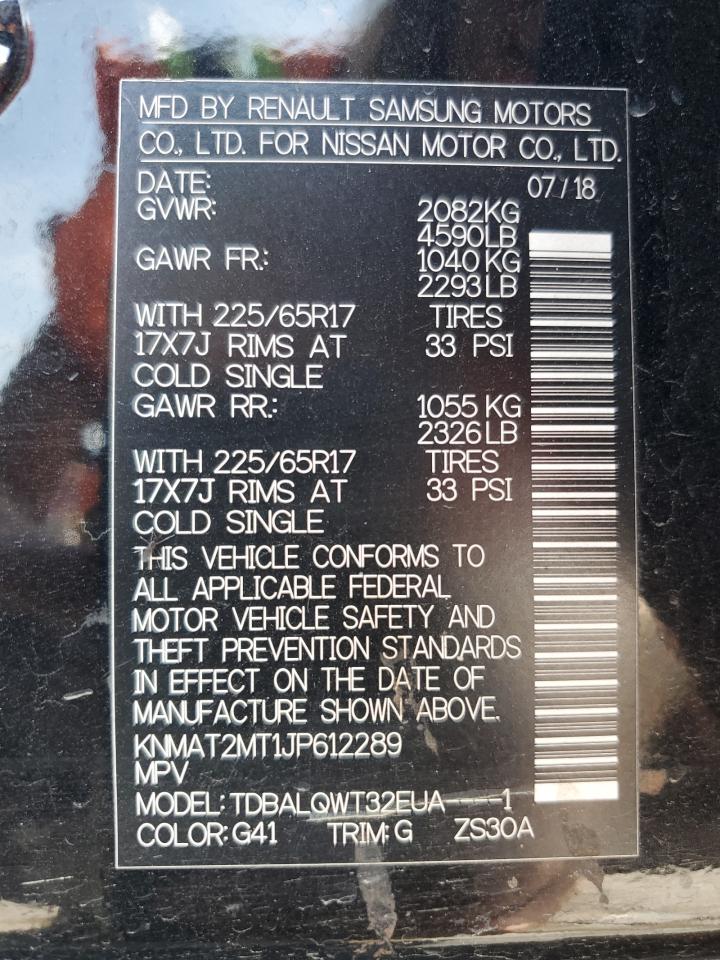 MFD BY RENAULT SAMSUNG MOTORS
CO., LTD. FOR NISSAN MOTOR CO., LTD.
DATE: 07/18
GVWR: 2082KG
4590LB
GAWR FR.: 1040 KG
2293LB
WITH 225/65R17 TIRES
17X7J RIMS AT 33 PSI
COLD SINGLE
GAWR RR.: 1055 KG
2326LB
WITH 225/65R17 TIRES
17X7J RIMS AT 33 PSI
COLD SINGLE
THIS VEHICLE CONFORMS TO
ALL APPLICABLE FEDERAL
MOTOR VEHICLE SAFETY AND
THEFT PREVENTION STANDARDS
IN EFFECT ON THE DATE OF
MANUFACTURE SHOWN ABOVE.
KNMAT2MT1JP612289
MPV
MODEL: TDBALQWT32EUA----1
COLOR: G41 TRIM: G ZS30A